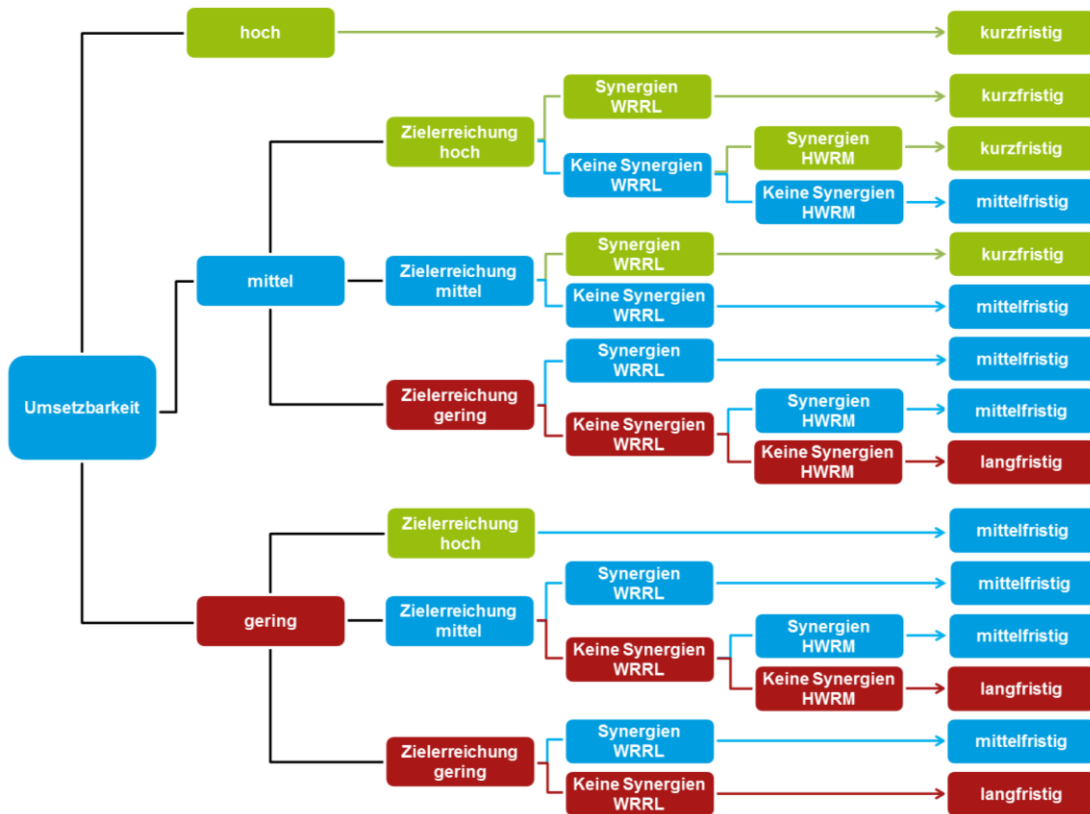 hoch
kurzfristig
Synergien
WRRL
kurzfristig
Zielerreichung
hoch
Synergien
HWRM
kurzfristig
Keine Synergien
WRRL
Keine Synergien
HWRM
mittelfristig
Synergien
WRRL
kurzfristig
mittel
Zielerreichung
mittel
Keine Synergien
WRRL
mittelfristig
Synergien
WRRL
mittelfristig
Umsetzbarkeit
Zielerreichung
gering
Synergien
HWRM
mittelfristig
Keine Synergien
WRRL
Keine Synergien
HWRM
langfristig
Zielerreichung
hoch
mittelfristig
Synergien
WRRL
mittelfristig
gering
Zielerreichung
mittel
Synergien
HWRM
mittelfristig
Keine Synergien
WRRL
Keine Synergien
HWRM
langfristig
Synergien
WRRL
mittelfristig
Zielerreichung
gering
Keine Synergien
WRRL
langfristig